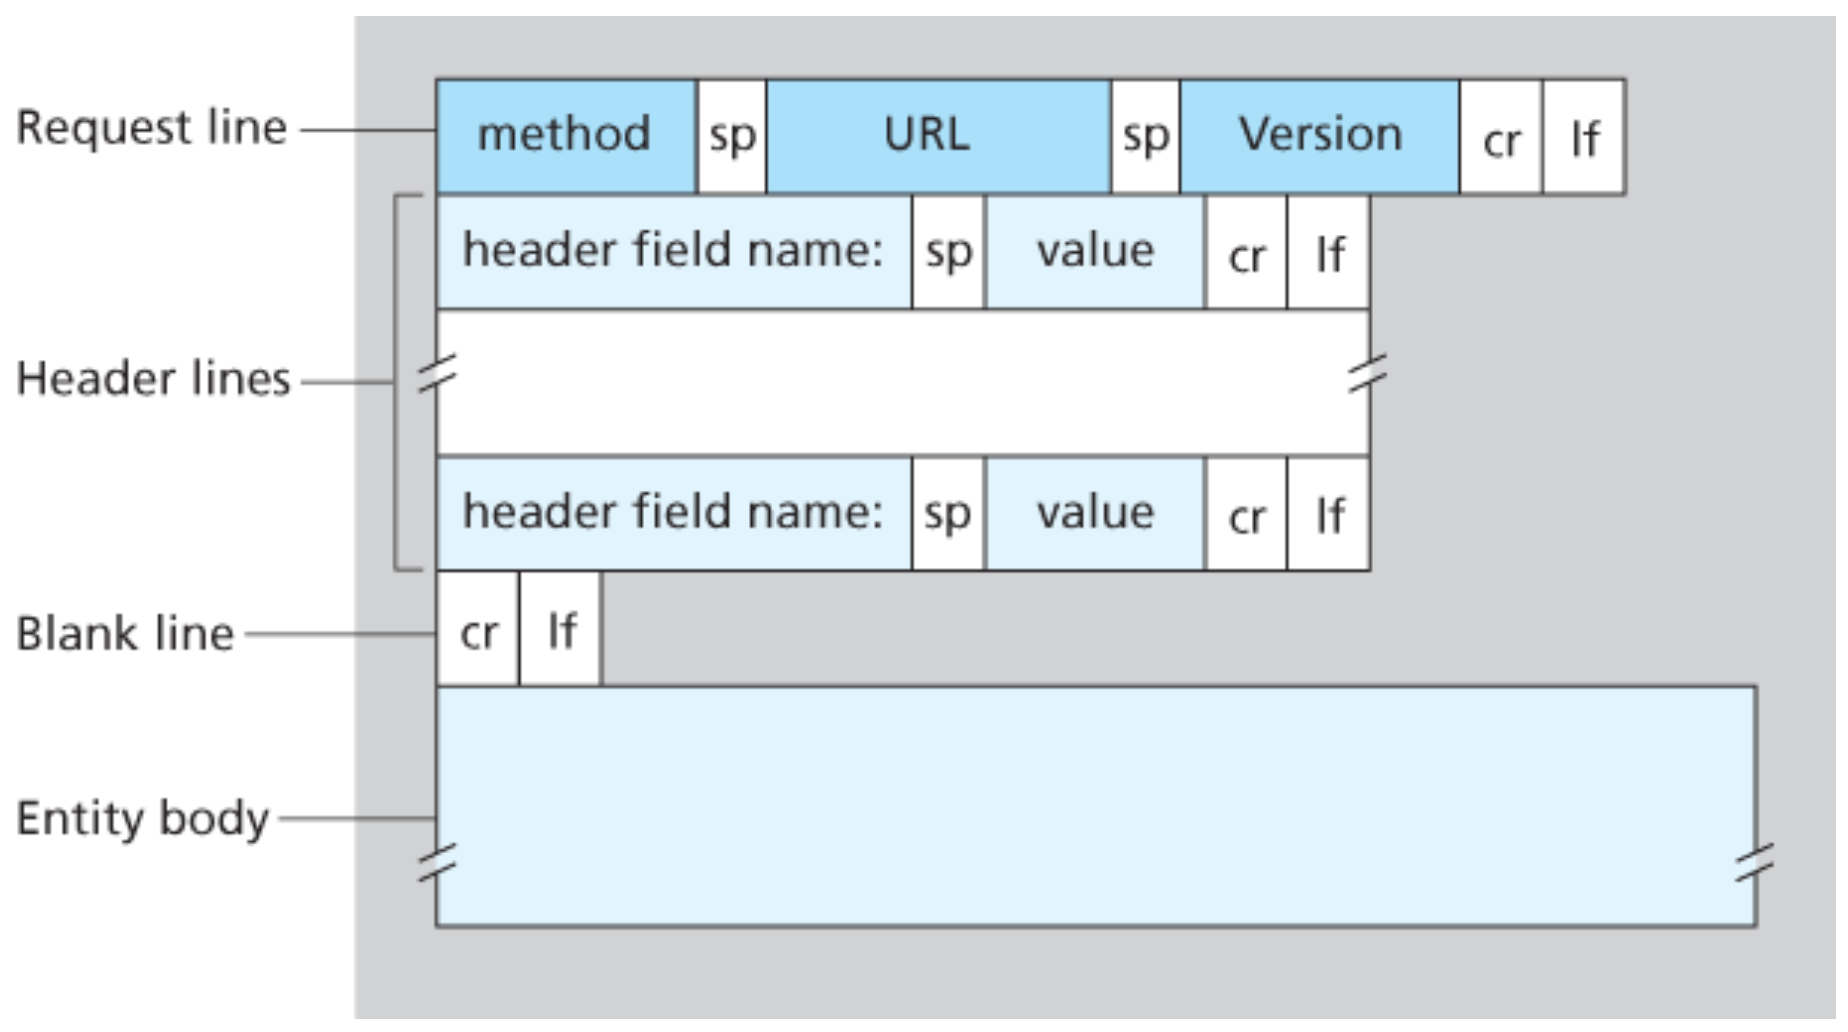 Request line method sp URL sp Version cr lf
header field name: sp value cr lf
Header lines
header field name: sp value cr lf
Blank line cr lf
Entity body